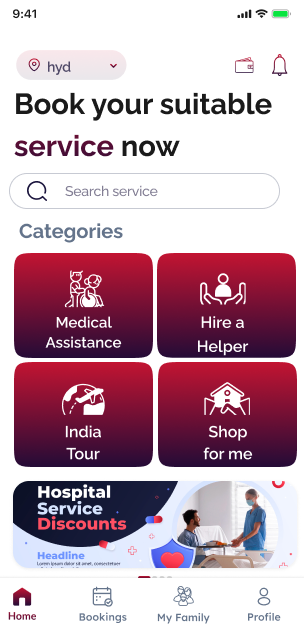 9:41
hyd
Book your suitable
service now
Search service
Categories
Medical
Assistance
Hire a
Helper
India
Tour
Shop
for me
Hospital
Service
Discounts
Headline
Lorem ipsum dolor sit amet, consectetuer
Home
Bookings
My Family
Profile